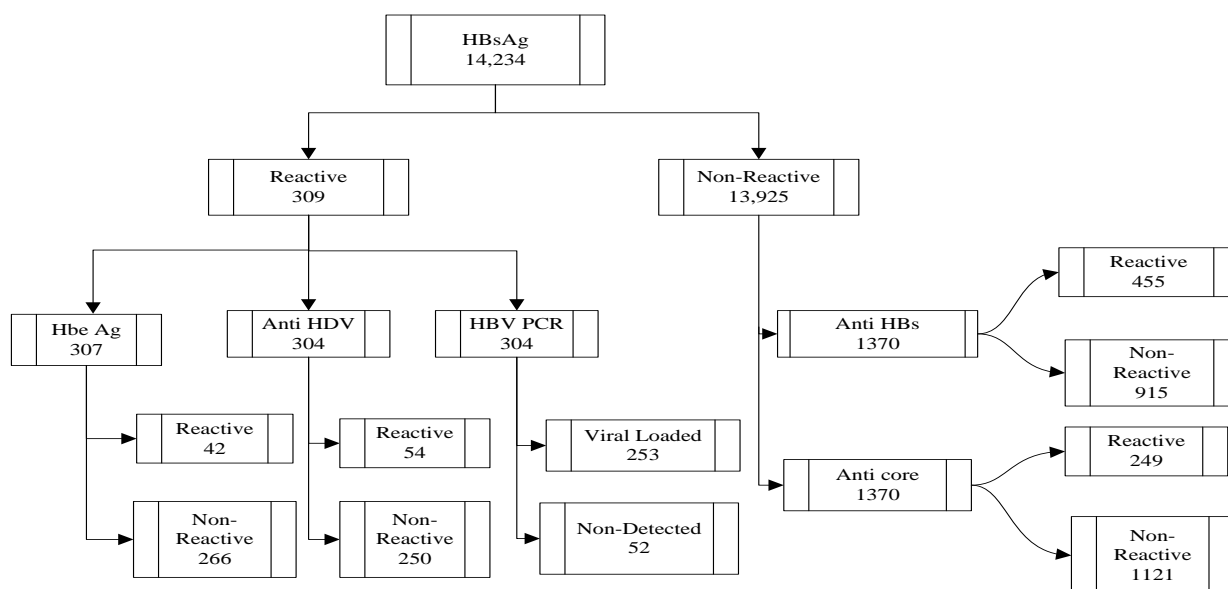 HBsAg
14,234
Reactive
309
Non-Reactive
13,925
Hbe Ag
307
Anti HDV
304
HBV PCR
304
Reactive
42
Non-
Reactive
266
Reactive
54
Non-
Reactive
250
Viral Loaded
253
Non-Detected
52
Anti HBs
1370
Reactive
455
Non-
Reactive
915
Anti core
1370
Reactive
249
Non-
Reactive
1121